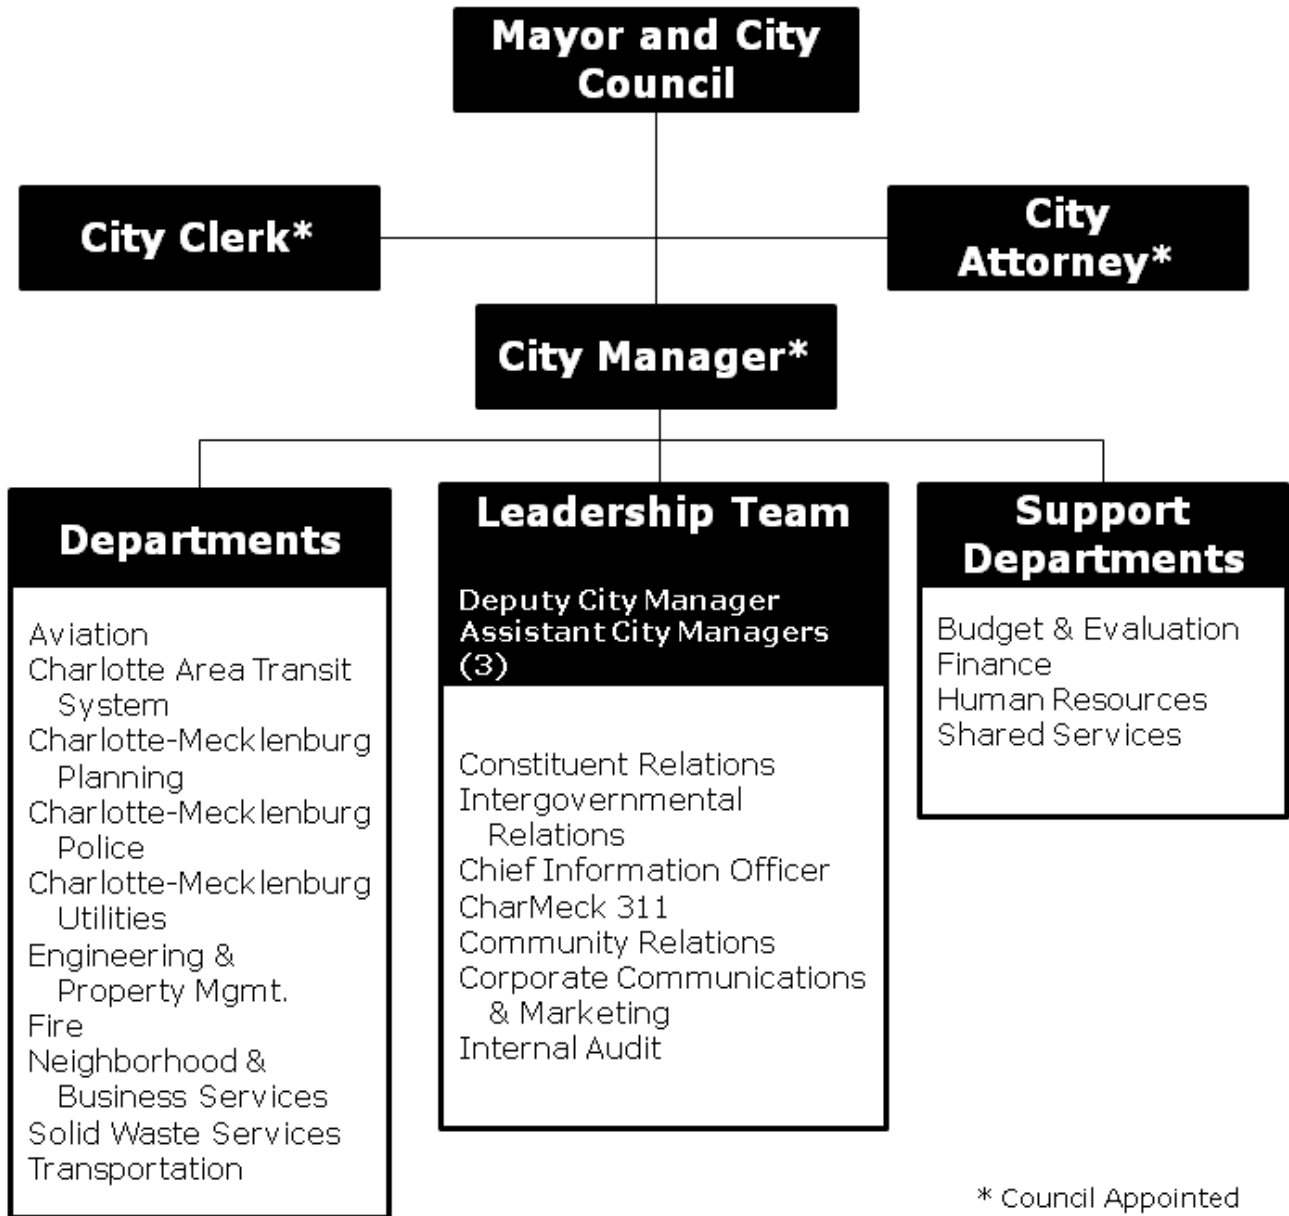 Mayor and City
Council
City Clerk*
City
Attorney*
City Manager*
Departments
Aviation
Charlotte Area Transit
System
Charlotte-Mecklenburg
Planning
Charlotte-Mecklenburg
Police
Charlotte-Mecklenburg
Utilities
Engineering &
Property Mgmt.
Fire
Neighborhood &
Business Services
Solid Waste Services
Transportation
Leadership Team
Deputy City Manager
Assistant City Managers
(3)
Constituent Relations
Intergovernmental
Relations
Chief Information Officer
CharMeck 311
Community Relations
Corporate Communications
& Marketing
Internal Audit
Support
Departments
Budget & Evaluation
Finance
Human Resources
Shared Services
* Council Appointed